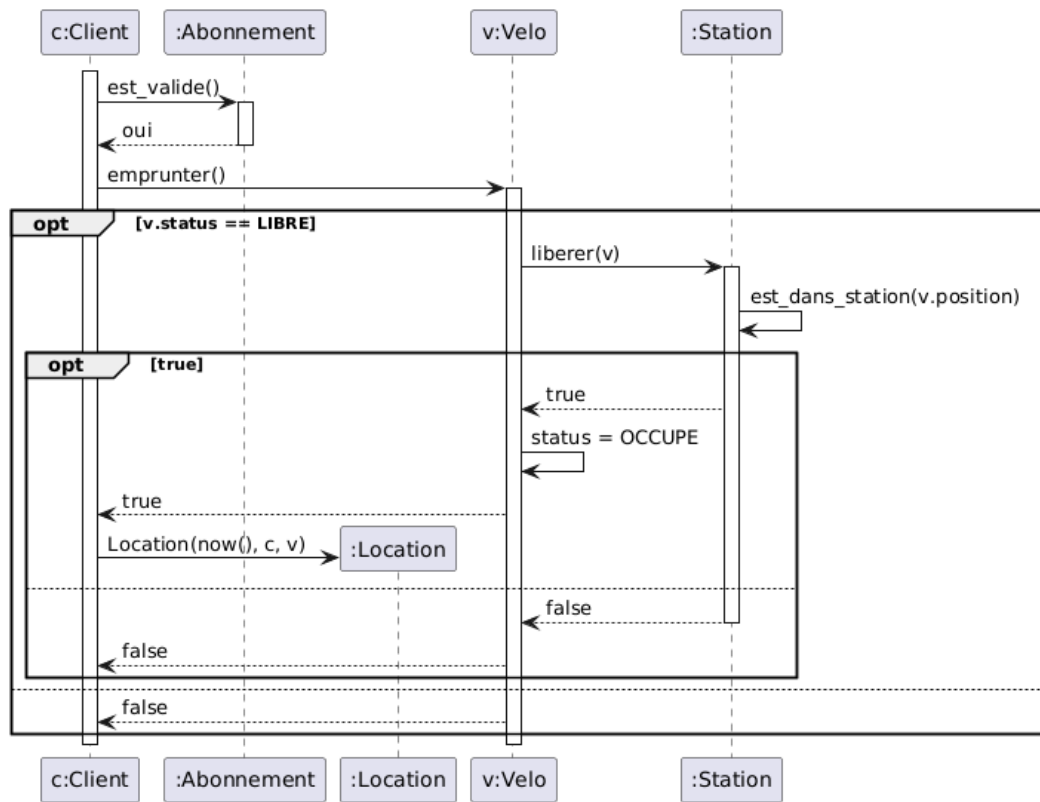 c:Client :Abonnement v:Velo :Station
est_valide()
oui
emprunter()
opt [v.status == LIBRE]
liberer(v)
est_dans_station(v.position)
opt [true]
true
status = OCCUPE
true
Location(now(), c, v) :Location
false
false
false
c:Client :Abonnement :Location v:Velo :Station